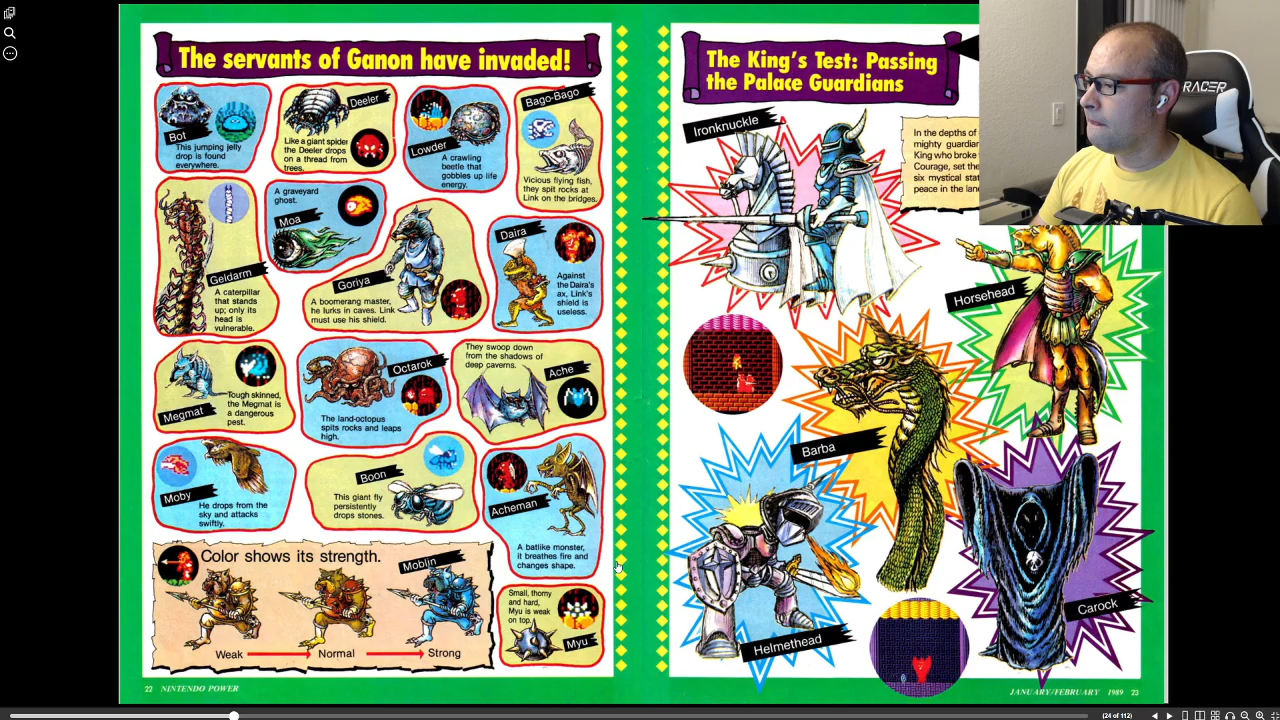 The servants of Ganon have invaded!
Bot
This jumping jelly
drop is found
everywhere.
Deeler
Like a giant spider
the Deeler drops
on a thread from
trees.
Lowder
A crawling
beetle that
gobbles up life
energy.
Bago-Bago
Vicious flying fish,
they spit rocks at
Link on the bridges.
Geldarm
A caterpillar
that stands
up; only its
head is
vulnerable.
A graveyard
ghost.
Moa
Goriya
A boomerang master,
he lurks in caves. Link
must use his shield.
Daira
Against
the Daira's
ax, Link's
shield is
useless.
Megmat
Tough skinned,
the Megmat is
a dangerous
pest.
Octarok
The land-octopus
spits rocks and leaps
high.
They swoop down
from the shadows of
deep caverns.
Ache
Moby
He drops from the
sky and attacks
swiftly.
Boon
This giant fly
persistently
drops stones.
Acheman
A batlike monster,
it breathes fire and
changes shape.
Color shows its strength.
Moblin
Weak
Normal
Strong
Small, thorny
and hard,
Myu is weak
on top.
Myu
22 NINTENDO POWER
The King's Test: Passing
the Palace Guardians
Ironknuckle
In the depths of
mighty guardia
King who broke
Courage, set the
six mystical stat
peace in the lan
Horsehead
Barba
Helmethead
Carock
JANUARY/FEBRUARY 1989 23
RACER
(24 of 112)